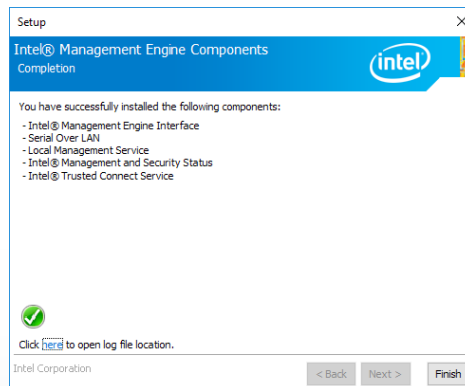 Setup
Intel® Management Engine Components
Completion
intel
You have successfully installed the following components:
- Intel® Management Engine Interface
- Serial Over LAN
- Local Management Service
- Intel® Management and Security Status
- Intel® Trusted Connect Service
Click here to open log file location.
Intel Corporation
< Back
Next >
Finish